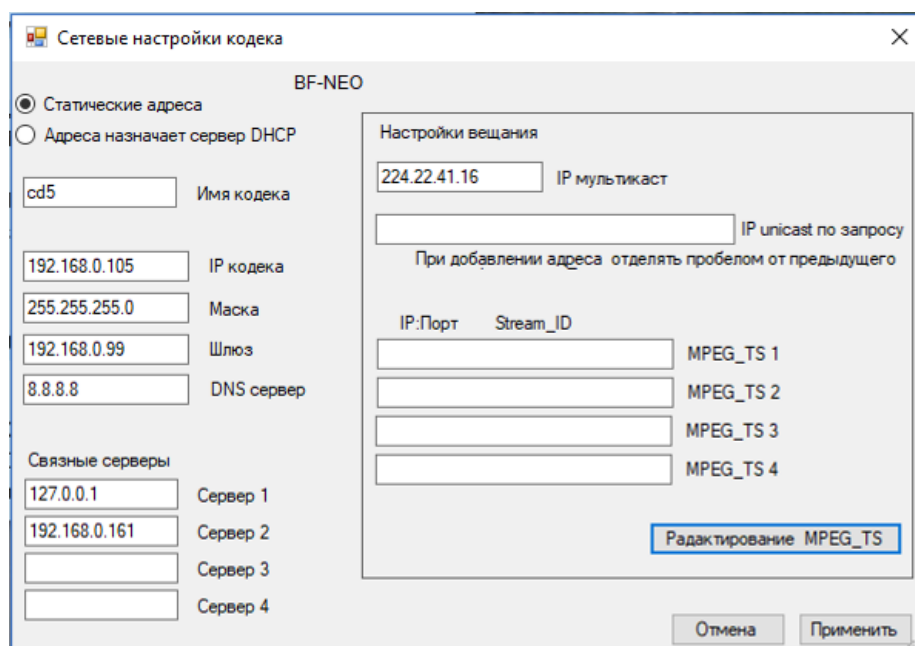 Сетевые настройки кодека
BF-NEO
Статические адреса
Адреса назначает сервер DHCP
cd5 Имя кодека
192.168.0.105 IP кодека
255.255.255.0 Маска
192.168.0.99 Шлюз
8.8.8.8 DNS сервер
Связные серверы
127.0.0.1 Сервер 1
192.168.0.161 Сервер 2
Сервер 3
Сервер 4
Настройки вещания
224.22.41.16 IP мультикаст
IP unicast по запросу
При добавлении адреса отделять пробелом от предыдущего
IP:Порт Stream_ID
MPEG_TS 1
MPEG_TS 2
MPEG_TS 3
MPEG_TS 4
Радактирование MPEG_TS
Отмена Применить